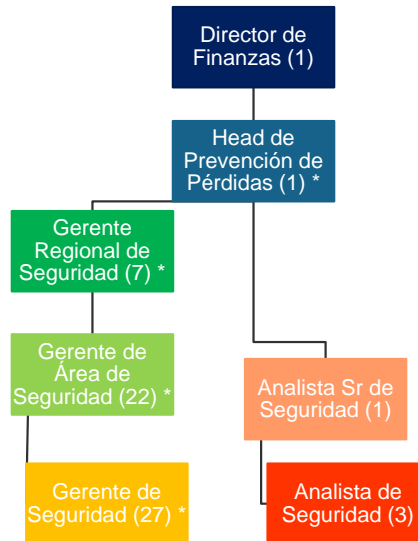 Director de
Finanzas (1)
Head de
Prevención de
Pérdidas (1) *
Gerente
Regional de
Seguridad (7) *
Gerente de
Área de
Seguridad (22) *
Analista Sr de
Seguridad (1)
Gerente de
Seguridad (27) *
Analista de
Seguridad (3)